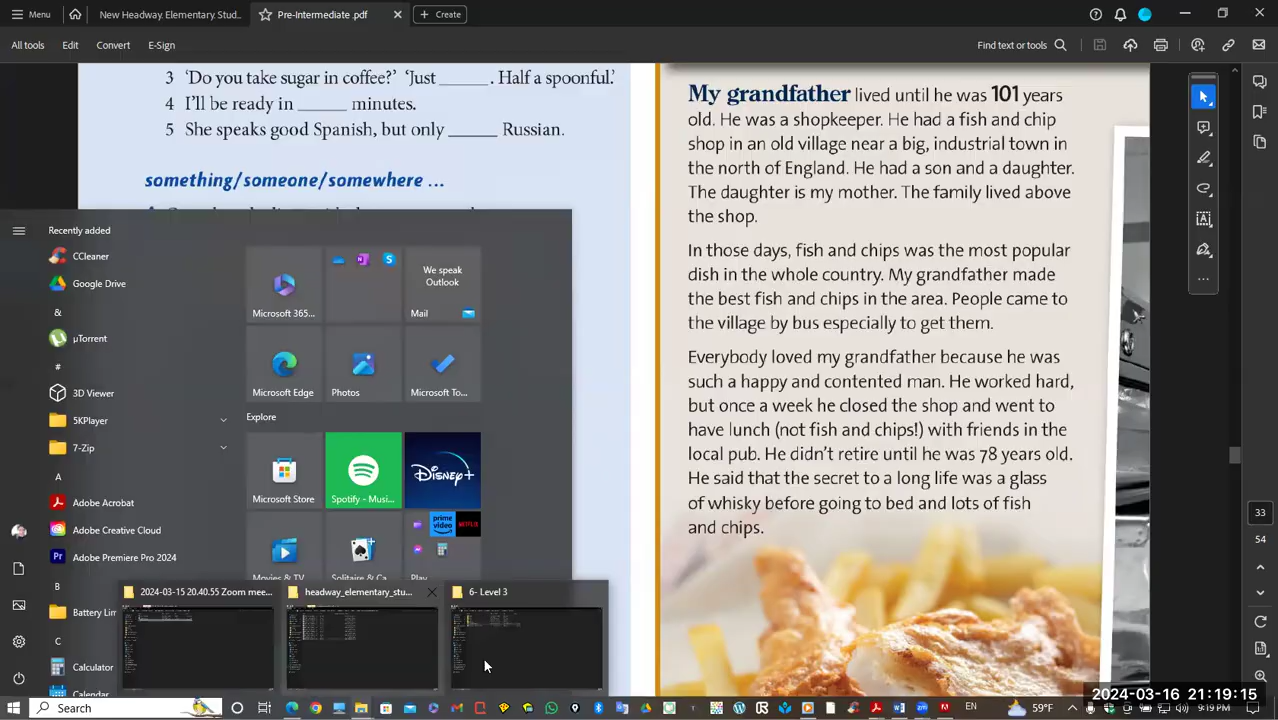 Menu
New Headway. Elementary. Stud...
Pre-Intermediate .pdf
Create
All tools
Edit
Convert
E-Sign
Find text or tools
3 'Do you take sugar in coffee?' 'Just ______. Half a spoonful.'
4 I'll be ready in ______ minutes.
5 She speaks good Spanish, but only ______ Russian.
something/someone/somewhere ...
My grandfather lived until he was 101 years
old. He was a shopkeeper. He had a fish and chip
shop in an old village near a big, industrial town in
the north of England. He had a son and a daughter.
The daughter is my mother. The family lived above
the shop.
In those days, fish and chips was the most popular
dish in the whole country. My grandfather made
the best fish and chips in the area. People came to
the village by bus especially to get them.
Everybody loved my grandfather because he was
such a happy and contented man. He worked hard,
but once a week he closed the shop and went to
have lunch (not fish and chips!) with friends in the
local pub. He didn't retire until he was 78 years old.
He said that the secret to a long life was a glass
of whisky before going to bed and lots of fish
and chips.
33
54
Recently added
CCleaner
Google Drive
&
µTorrent
#
3D Viewer
5KPlayer
7-Zip
A
Adobe Acrobat
Adobe Creative Cloud
Adobe Premiere Pro 2024
B
Battery Lim
C
Calculator
Calendar
We speak
Outlook
Microsoft 365...
Mail
Microsoft Edge
Photos
Microsoft To...
Explore
Microsoft Store
Spotify - Musi...
Disney+
prime video
NETFLIX
Movies & TV
Solitaire & Ca...
Play
2024-03-15 20.40.55 Zoom mee...
headway_elementary_stu...
6- Level 3
Search
59°F
EN
2024-03-16 21:19:15
9:19 PM